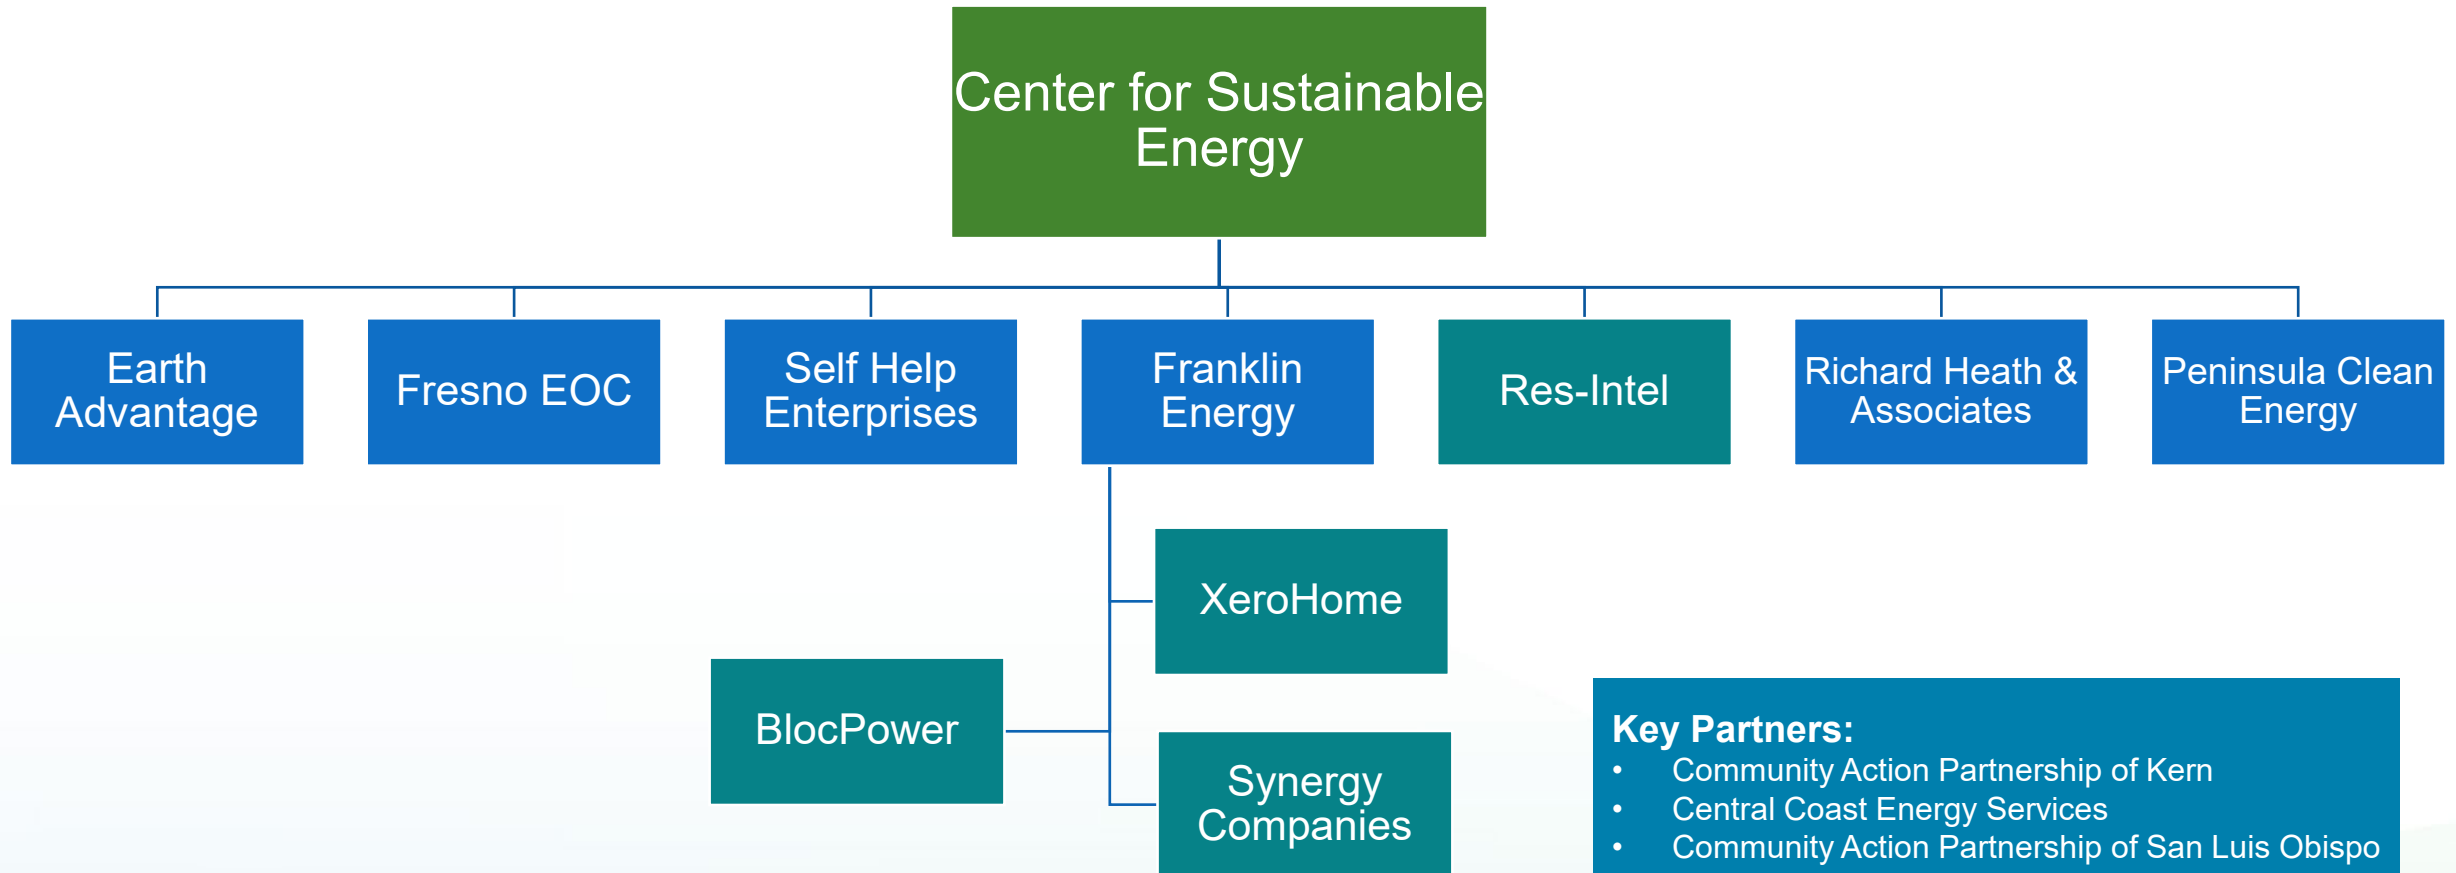 Center for Sustainable
Energy
Earth
Advantage
Fresno EOC
Self Help
Enterprises
Franklin
Energy
Res-Intel
Richard Heath &
Associates
Peninsula Clean
Energy
XeroHome
BlocPower
Synergy
Companies
Key Partners:
• Community Action Partnership of Kern
• Central Coast Energy Services
• Community Action Partnership of San Luis Obispo